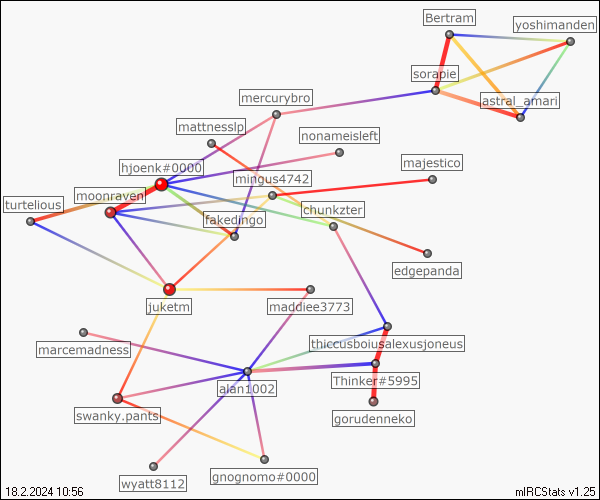 Bertram
yoshimanden
sorapie
astral_amari
mercurybro
mattnesslp
nonameisleft
majestico
hjoenk#0000
mingus4742
moonraven
turtelious
fakedingo
chunkzter
edgepanda
juketm
maddiee3773
thiccusboiusalexusjoneus
marcemadness
Thinker#5995
alan1002
swanky.pants
gorudenneko
wyatt8112
gnognomo#0000
18.2.2024 10:56
mIRCStats v1.25